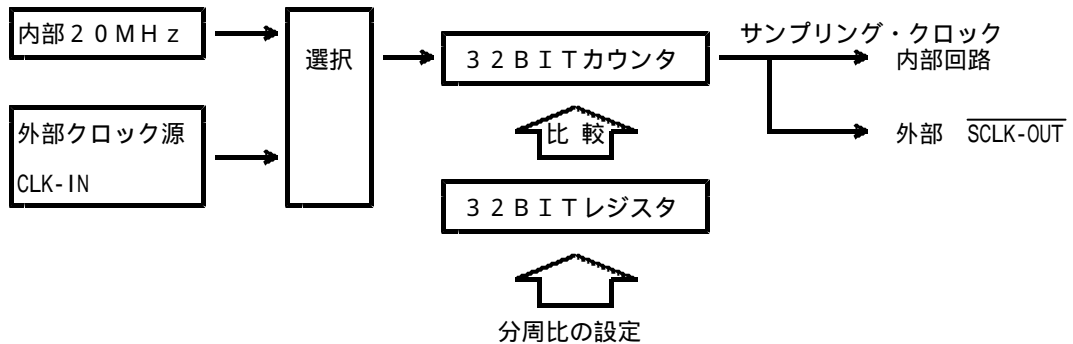 内部２０ＭＨｚ
選択
３２ＢＩＴカウンタ
サンプリング・クロック
内部回路
外部クロック源
CLK-IN
比 較
外部 SCLK-OUT
３２ＢＩＴレジスタ
分周比の設定